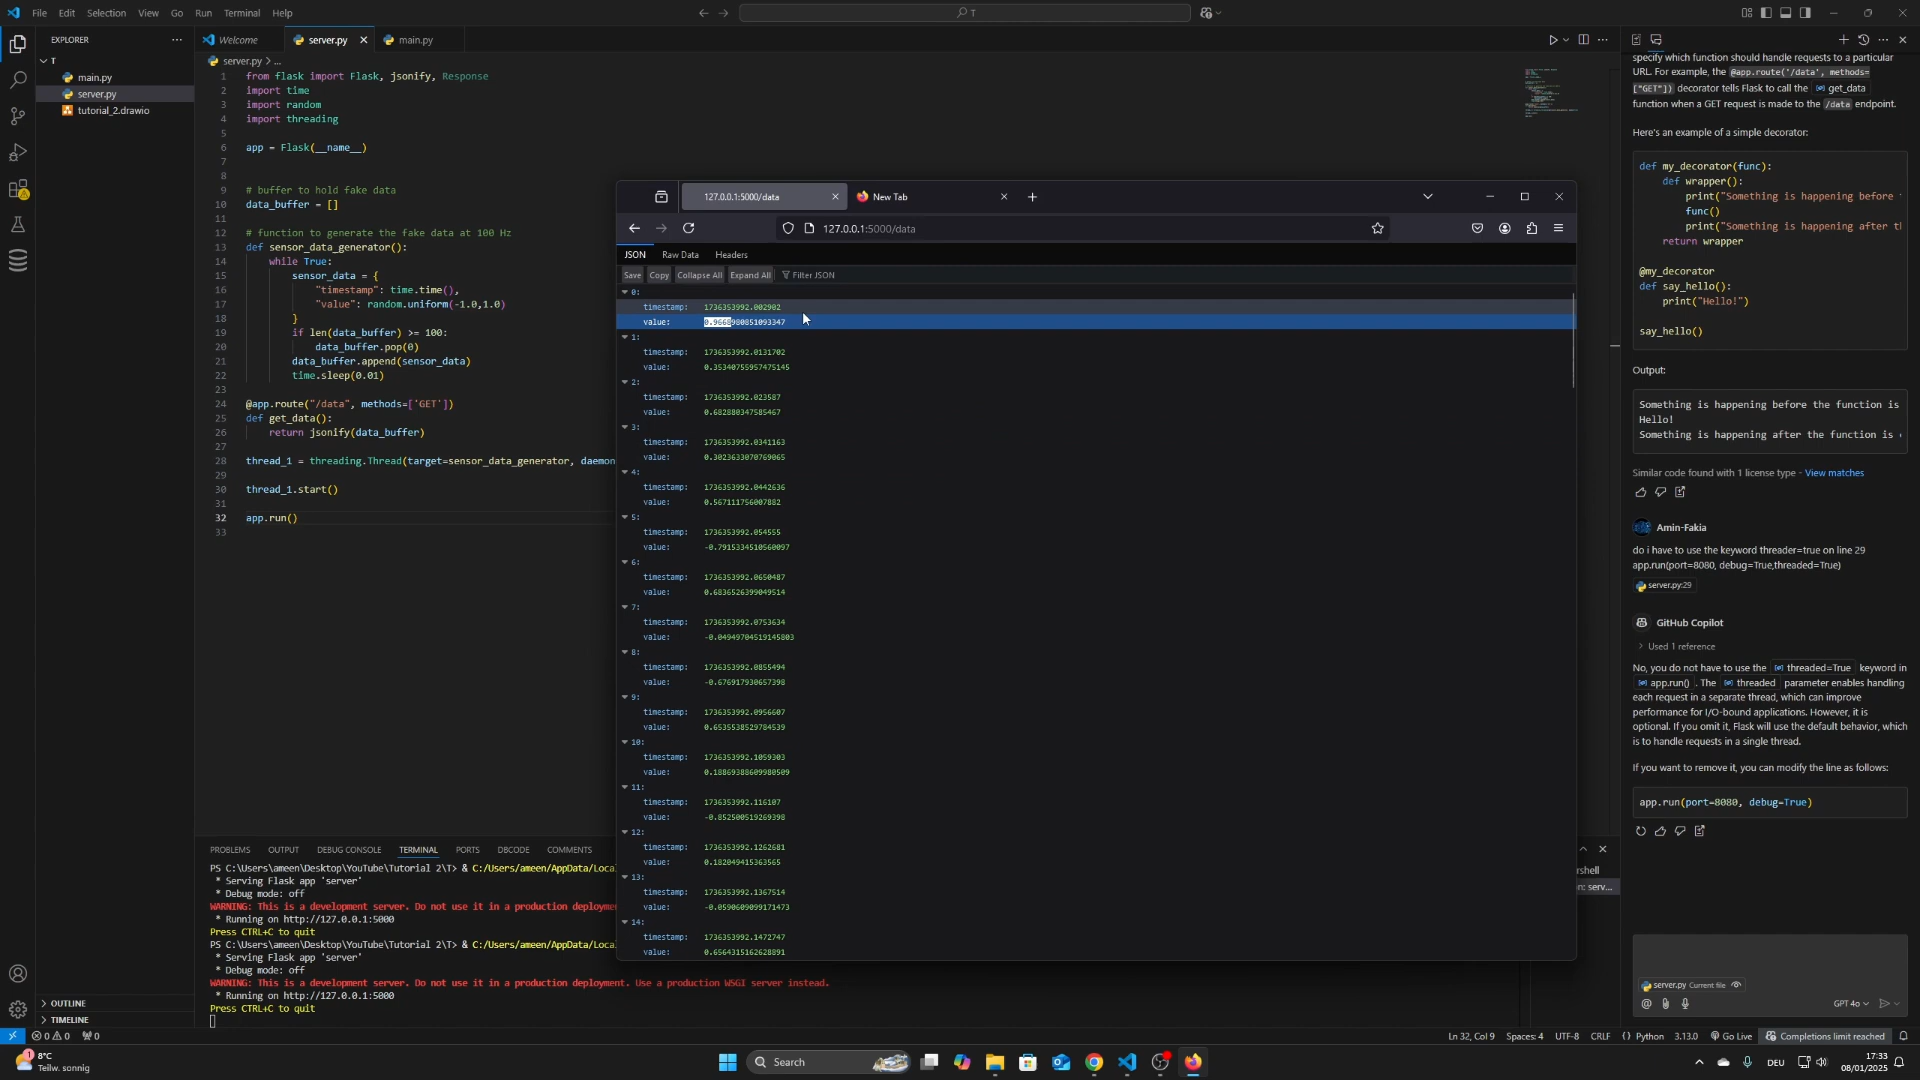 File Edit Selection View Go Run Terminal Help
T
EXPLORER
T
main.py
server.py
tutorial_2.drawio
OUTLINE
TIMELINE
Welcome
server.py
main.py
server.py > ...
1 from flask import Flask, jsonify, Response
2 import time
3 import random
4 import threading
5
6 app = Flask(__name__)
7
8
9 # buffer to hold fake data
10 data_buffer = []
11
12 # function to generate the fake data at 100 Hz
13 def sensor_data_generator():
14 while True:
15 sensor_data = {
16 "timestamp": time.time(),
17 "value": random.uniform(-1.0,1.0)
18 }
19 if len(data_buffer) >= 100:
20 data_buffer.pop(0)
21 data_buffer.append(sensor_data)
22 time.sleep(0.01)
23
24 @app.route("/data", methods=['GET'])
25 def get_data():
26 return jsonify(data_buffer)
27
28 thread_1 = threading.Thread(target=sensor_data_generator, daemon
29
30 thread_1.start()
31
32 app.run()
33
127.0.0.1:5000/data
New Tab
127.0.0.1:5000/data
JSON Raw Data Headers
Save Copy Collapse All Expand All Filter JSON
0:
timestamp: 1736353992.002902
value: 0.9668980851093347
1:
timestamp: 1736353992.0131702
value: 0.35340755957475145
2:
timestamp: 1736353992.023587
value: 0.682880347585467
3:
timestamp: 1736353992.0341163
value: 0.3023633070769065
4:
timestamp: 1736353992.0442636
value: 0.567111756007882
5:
timestamp: 1736353992.054555
value: -0.7915334510560097
6:
timestamp: 1736353992.0650487
value: 0.6836526399049514
7:
timestamp: 1736353992.0753634
value: -0.04949704519145803
8:
timestamp: 1736353992.0855494
value: -0.676917930657398
9:
timestamp: 1736353992.0956607
value: 0.6535538529784539
10:
timestamp: 1736353992.1059303
value: 0.18869388609980509
11:
timestamp: 1736353992.116107
value: -0.852500519269398
12:
timestamp: 1736353992.1262681
value: 0.182049415363565
13:
timestamp: 1736353992.1367514
value: -0.0590609099171473
14:
timestamp: 1736353992.1472747
value: 0.6564315162628891
PROBLEMS OUTPUT DEBUG CONSOLE TERMINAL PORTS DBCODE COMMENTS
PS C:\Users\ameen\Desktop\YouTube\Tutorial 2\T> & C:/Users/ameen/AppData/Loca
* Serving Flask app 'server'
* Debug mode: off
WARNING: This is a development server. Do not use it in a production deployme
* Running on http://127.0.0.1:5000
Press CTRL+C to quit
PS C:\Users\ameen\Desktop\YouTube\Tutorial 2\T> & C:/Users/ameen/AppData/Loca
* Serving Flask app 'server'
* Debug mode: off
WARNING: This is a development server. Do not use it in a production deployment. Use a production WSGI server instead.
* Running on http://127.0.0.1:5000
Press CTRL+C to quit
rshell
n: serv...
specify which function should handle requests to a particular
URL. For example, the @app.route('/data', methods=
["GET"]) decorator tells Flask to call the get_data
function when a GET request is made to the /data endpoint.
Here's an example of a simple decorator:
def my_decorator(func):
def wrapper():
print("Something is happening before
func()
print("Something is happening after th
return wrapper
@my_decorator
def say_hello():
print("Hello!")
say_hello()
Output:
Something is happening before the function is
Hello!
Something is happening after the function is
Similar code found with 1 license type - View matches
Amin-Fakia
do i have to use the keyword threader=true on line 29
app.run(port=8080, debug=True,threaded=True)
server.py:29
GitHub Copilot
> Used 1 reference
No, you do not have to use the threaded=True keyword in
app.run() . The threaded parameter enables handling
each request in a separate thread, which can improve
performance for I/O-bound applications. However, it is
optional. If you omit it, Flask will use the default behavior, which
is to handle requests in a single thread.
If you want to remove it, you can modify the line as follows:
app.run(port=8080, debug=True)
server.py Current file
GPT 4o
0 0 0
Ln 32, Col 9 Spaces: 4 UTF-8 CRLF {} Python 3.13.0 Go Live Completions limit reached
1
8°C
Teilw. sonnig
Search
DEU
17:33
08/01/2025